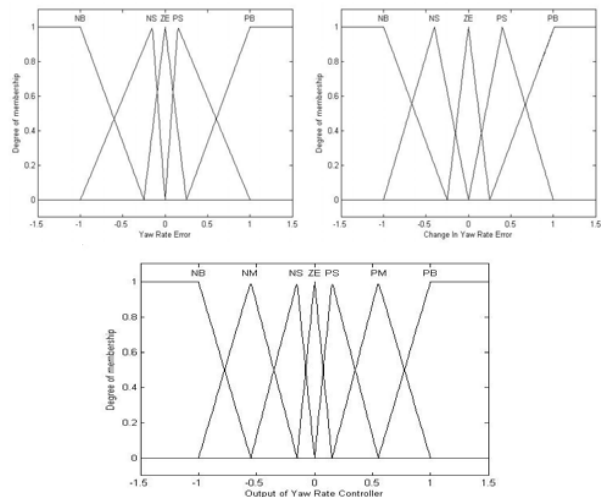 NB NS ZE PS PB
1
0.8
0.6
0.4
0.2
0
Degree of membership
-1.5 -1 -0.5 0 0.5 1 1.5
Yaw Rate Error
NB NS ZE PS PB
1
0.8
0.6
0.4
0.2
0
Degree of membership
-1.5 -1 -0.5 0 0.5 1 1.5
Change In Yaw Rate Error
NB NM NS ZE PS PM PB
1
0.8
0.6
0.4
0.2
0
Degree of membership
-1.5 -1 -0.5 0 0.5 1 1.5
Output of Yaw Rate Controller